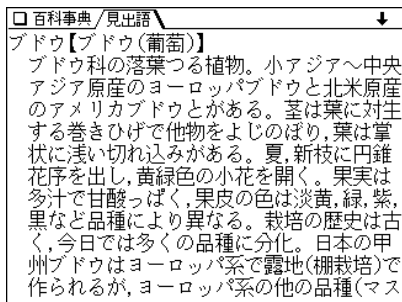 百科事典/見出語
ブドウ【ブドウ(葡萄)】
ブドウ科の落葉つる植物。小アジア〜中央
アジア原産のヨーロッパブドウと北米原産
のアメリカブドウとがある。茎は葉に対生
する巻きひげで他物をよじのぼり,葉は掌
状に浅い切れ込みがある。夏,新枝に円錐
花序を出し,黄緑色の小花を開く。果実は
多汁で甘酸っぱく,果皮の色は淡黄,緑,紫,
黒など品種により異なる。栽培の歴史は古
く,今日では多くの品種に分化。日本の甲
州ブドウはヨーロッパ系で露地(棚栽培)で
作られるが,ヨーロッパ系の他の品種(マス